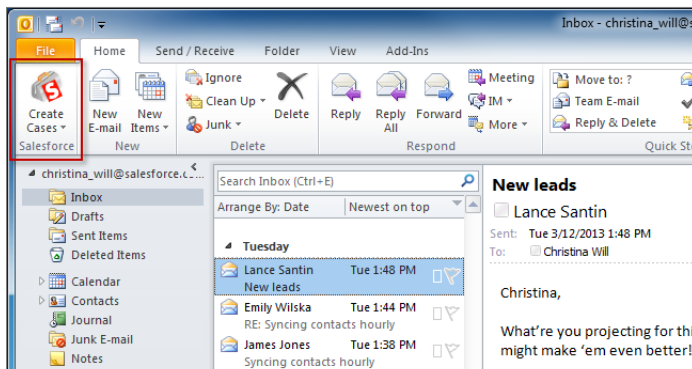 Inbox - christina_will@s
File Home Send / Receive Folder View Add-Ins
Create Cases
New E-mail
New Items
Ignore
Clean Up
Junk
Delete
Reply
Reply All
Forward
Meeting
IM
More
Move to: ?
Team E-mail
Reply & Delete
Salesforce New Delete Respond Quick St
christina_will@salesforce.c...
Inbox
Drafts
Sent Items
Deleted Items
Calendar
Contacts
Journal
Junk E-mail
Notes
Search Inbox (Ctrl+E)
Arrange By: Date Newest on top
Tuesday
Lance Santin Tue 1:48 PM
New leads
Emily Wilska Tue 1:44 PM
RE: Syncing contacts hourly
James Jones Tue 1:38 PM
Syncing contacts hourly
New leads
Lance Santin
Sent: Tue 3/12/2013 1:48 PM
To: Christina Will
Christina,
What're you projecting for thi
might make 'em even better!